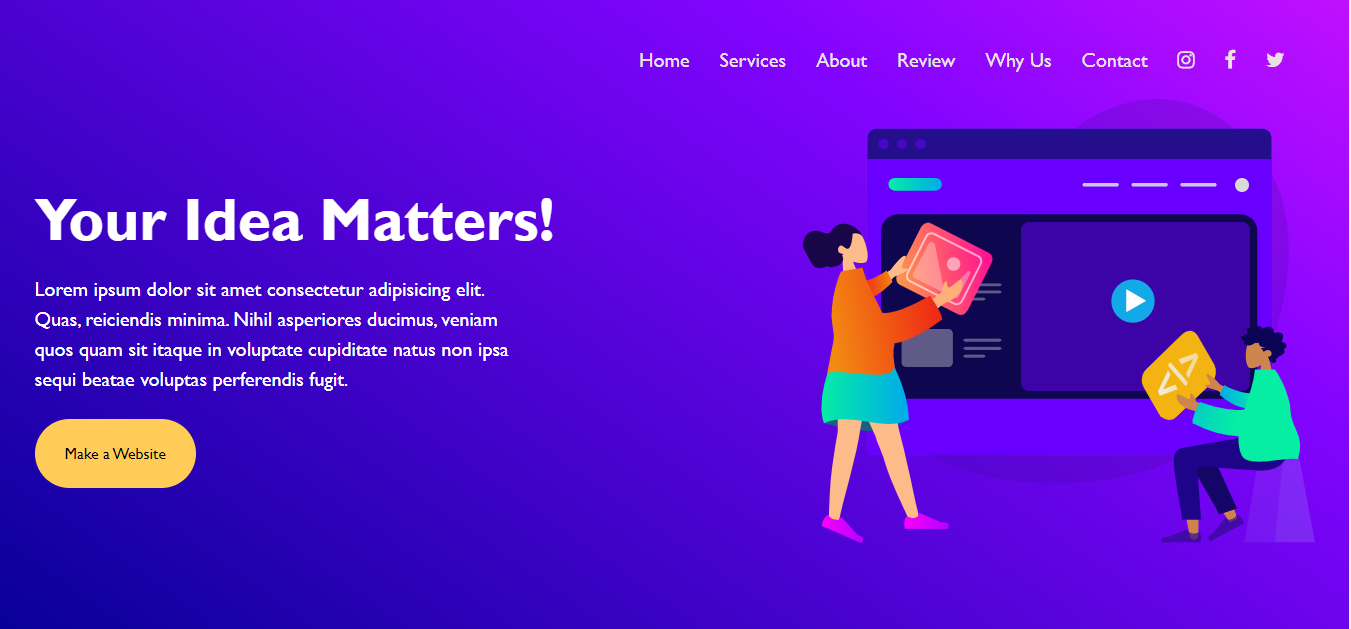 Home Services About Review Why Us Contact
Your Idea Matters!
Lorem ipsum dolor sit amet consectetur adipisicing elit.
Quas, reiciendis minima. Nihil asperiores ducimus, veniam
quos quam sit itaque in voluptate cupiditate natus non ipsa
sequi beatae voluptas perferendis fugit.
Make a Website